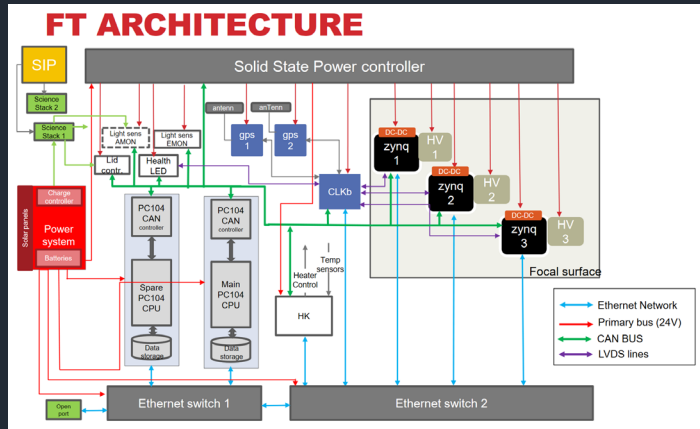 FT ARCHITECTURE
SIP
Solid State Power controller
Science
Stack 2
Science
Stack 1
Light sens
AMON
Light sens
EMON
antenn
anTenn
gps
1
gps
2
Lid
contr.
Health
LED
CLKb
DC-DC
zynq
1
HV
1
DC-DC
zynq
2
HV
2
DC-DC
zynq
3
HV
3
Focal surface
Solar panels
Charge
controller
Power
system
Batteries
PC104
CAN
controller
PC104
CAN
controller
Spare
PC104
CPU
Main
PC104
CPU
Data
storage
Data
storage
Temp
sensors
Heater
Control
HK
Ethernet Network
Primary bus (24V)
CAN BUS
LVDS lines
Open
port
Ethernet switch 1
Ethernet switch 2